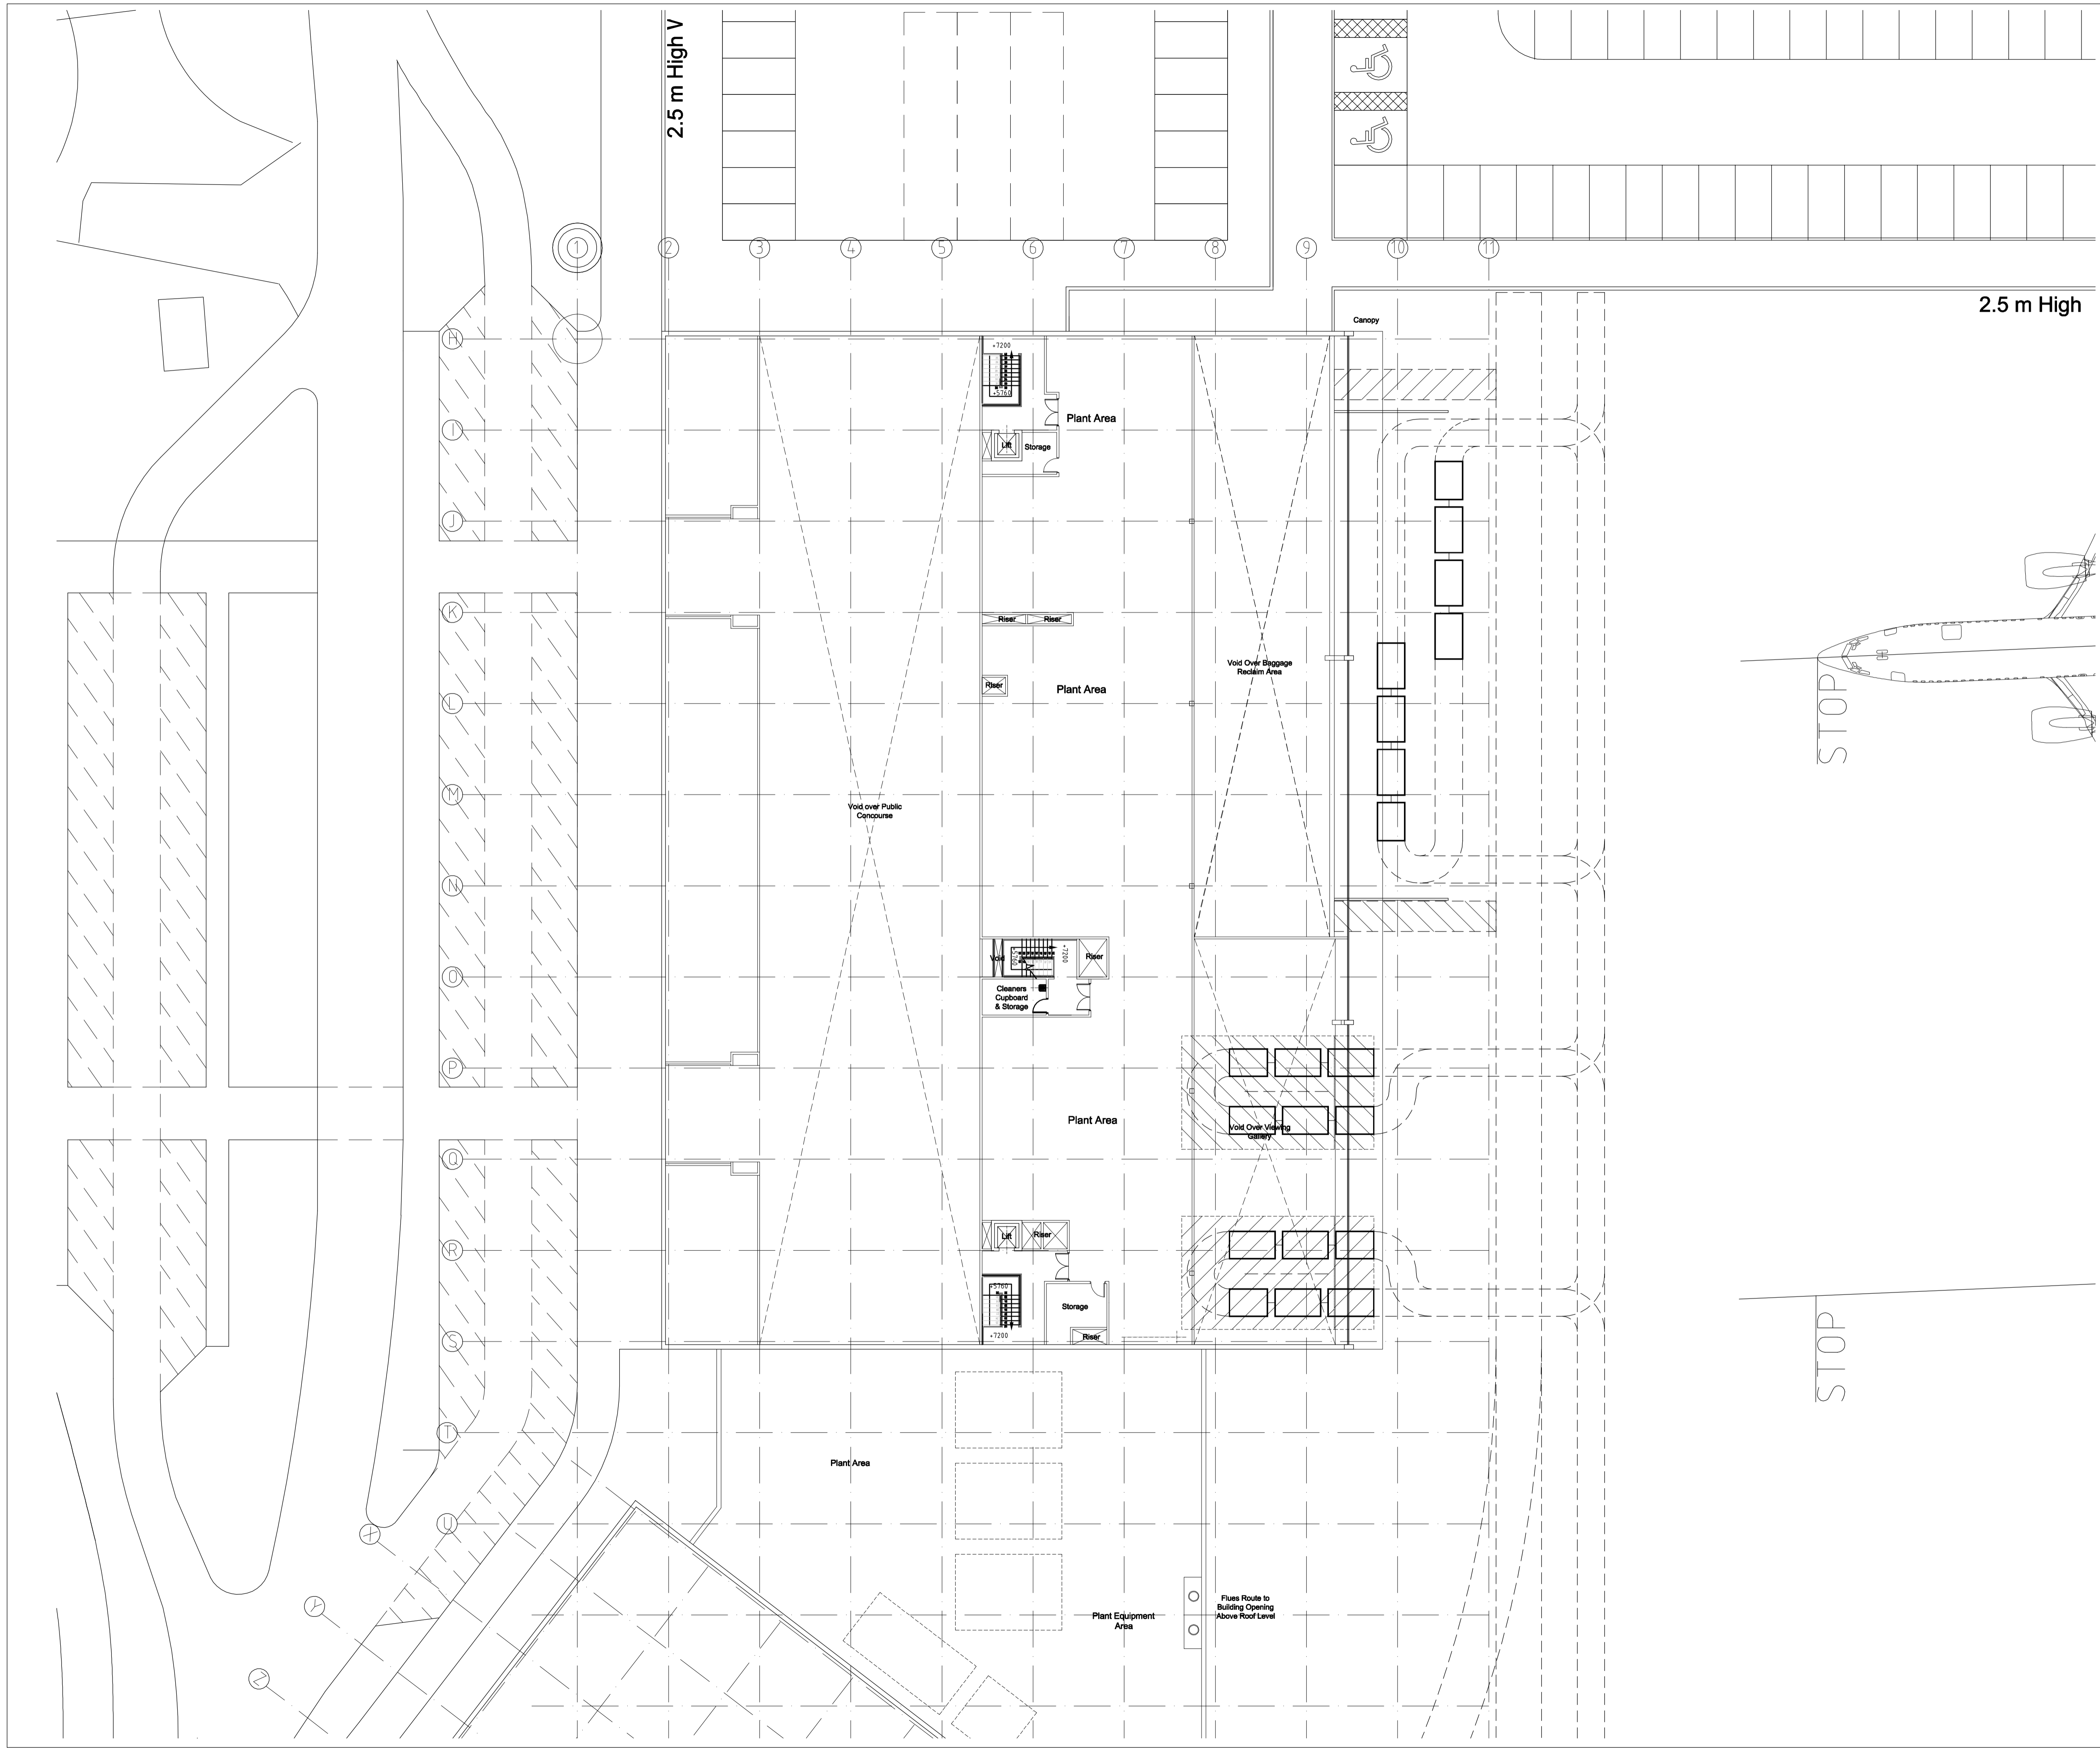 2.5 m High V
1
2
3
4
5
6
7
8
9
10
11
2.5 m High
Canopy
H
+7200
+5760
Plant Area
I
Lift
Storage
J
K
Riser
Riser
Void Over Baggage
Reclaim Area
Riser
Plant Area
L
STOP
M
Void over Public
Concourse
N
Void
+5760
+7200
Riser
O
Cleaners
Cupboard
& Storage
P
Plant Area
Void Over Viewing
Gallery
Q
Lift
Riser
R
+5760
Storage
+7200
Riser
S
STOP
T
Plant Area
U
X
Y
Flues Route to
Building Opening
Above Roof Level
Plant Equipment
Area
Z